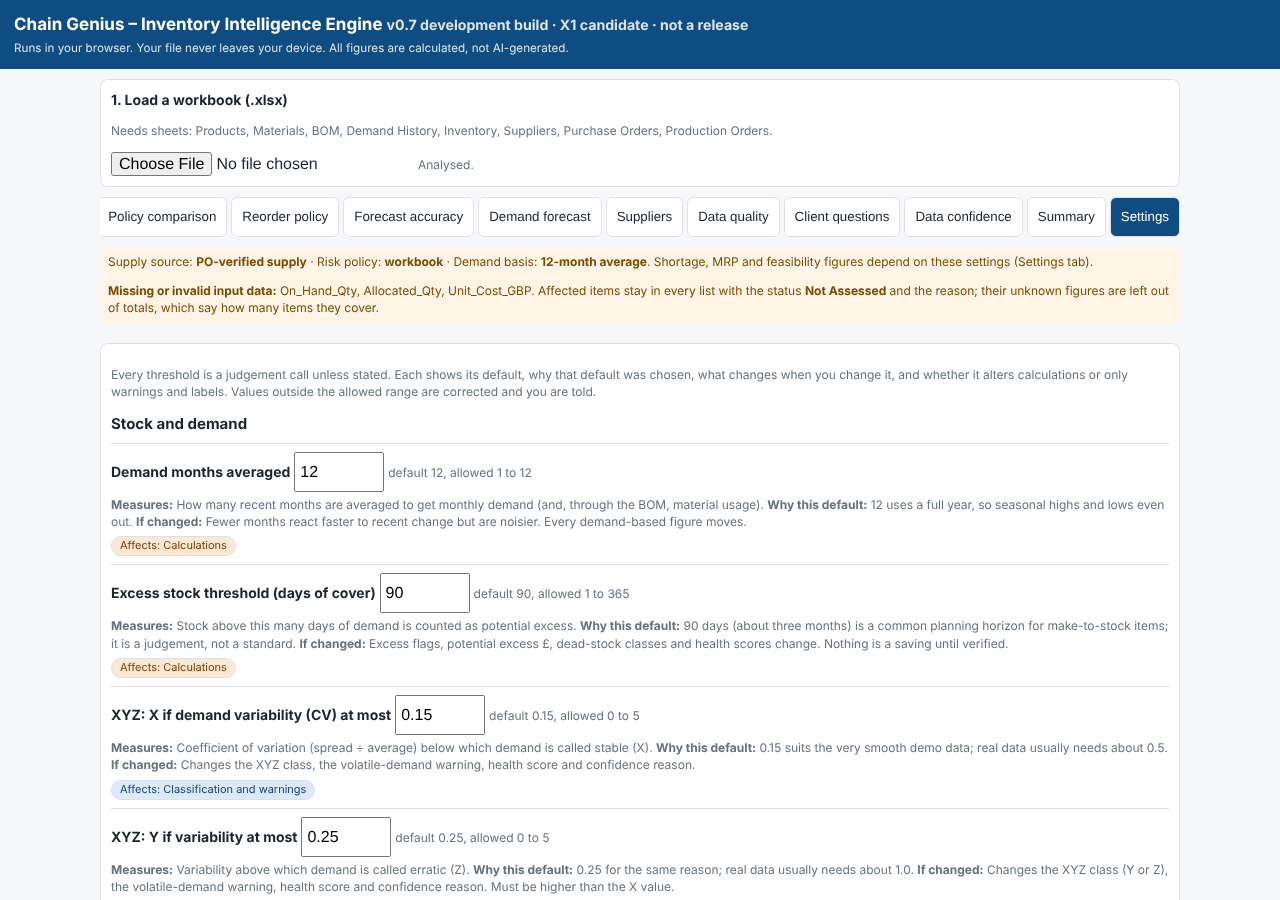 Chain Genius – Inventory Intelligence Engine v0.7 development build · X1 candidate · not a release
Runs in your browser. Your file never leaves your device. All figures are calculated, not AI-generated.
1. Load a workbook (.xlsx)
Needs sheets: Products, Materials, BOM, Demand History, Inventory, Suppliers, Purchase Orders, Production Orders.
Choose File No file chosen Analysed.
Policy comparison Reorder policy Forecast accuracy Demand forecast Suppliers Data quality Client questions Data confidence Summary Settings
Supply source: PO-verified supply · Risk policy: workbook · Demand basis: 12-month average. Shortage, MRP and feasibility figures depend on these settings (Settings tab).
Missing or invalid input data: On_Hand_Qty, Allocated_Qty, Unit_Cost_GBP. Affected items stay in every list with the status Not Assessed and the reason; their unknown figures are left out
of totals, which say how many items they cover.
Every threshold is a judgement call unless stated. Each shows its default, why that default was chosen, what changes when you change it, and whether it alters calculations or only
warnings and labels. Values outside the allowed range are corrected and you are told.
Stock and demand
Demand months averaged 12 default 12, allowed 1 to 12
Measures: How many recent months are averaged to get monthly demand (and, through the BOM, material usage). Why this default: 12 uses a full year, so seasonal highs and lows even
out. If changed: Fewer months react faster to recent change but are noisier. Every demand-based figure moves.
Affects: Calculations
Excess stock threshold (days of cover) 90 default 90, allowed 1 to 365
Measures: Stock above this many days of demand is counted as potential excess. Why this default: 90 days (about three months) is a common planning horizon for make-to-stock items;
it is a judgement, not a standard. If changed: Excess flags, potential excess £, dead-stock classes and health scores change. Nothing is a saving until verified.
Affects: Calculations
XYZ: X if demand variability (CV) at most 0.15 default 0.15, allowed 0 to 5
Measures: Coefficient of variation (spread ÷ average) below which demand is called stable (X). Why this default: 0.15 suits the very smooth demo data; real data usually needs about 0.5.
If changed: Changes the XYZ class, the volatile-demand warning, health score and confidence reason.
Affects: Classification and warnings
XYZ: Y if variability at most 0.25 default 0.25, allowed 0 to 5
Measures: Variability above which demand is called erratic (Z). Why this default: 0.25 for the same reason; real data usually needs about 1.0. If changed: Changes the XYZ class (Y or Z),
the volatile-demand warning, health score and confidence reason. Must be higher than the X value.